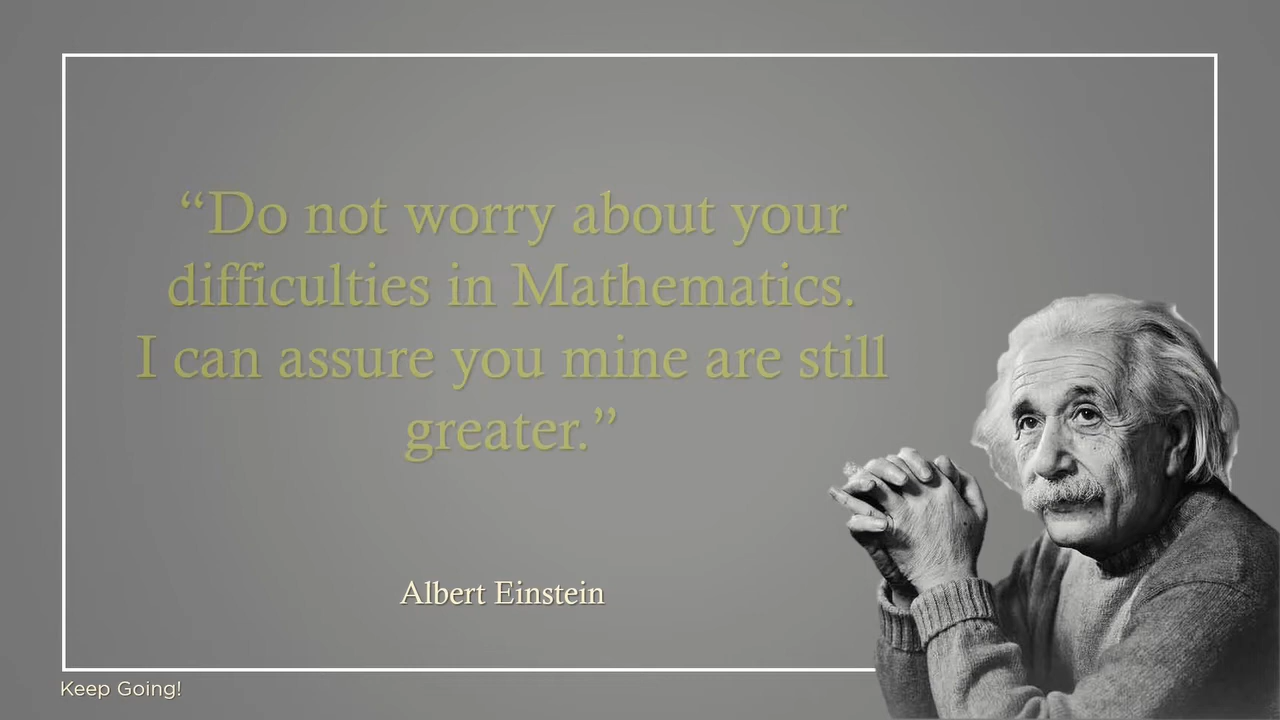 “Do not worry about your
difficulties in Mathematics.
I can assure you mine are still
greater.”
Albert Einstein
Keep Going!